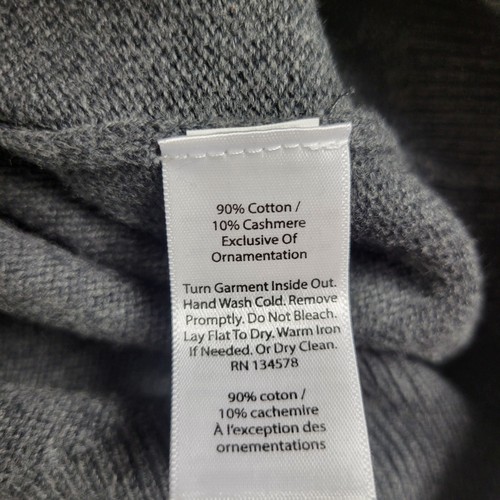 90% Cotton /
10% Cashmere
Exclusive Of
Ornamentation
Turn Garment Inside Out.
Hand Wash Cold. Remove
Promptly. Do Not Bleach.
Lay Flat To Dry. Warm Iron
If Needed. Or Dry Clean.
RN 134578
90% coton /
10% cachemire
À l'exception des
ornementations